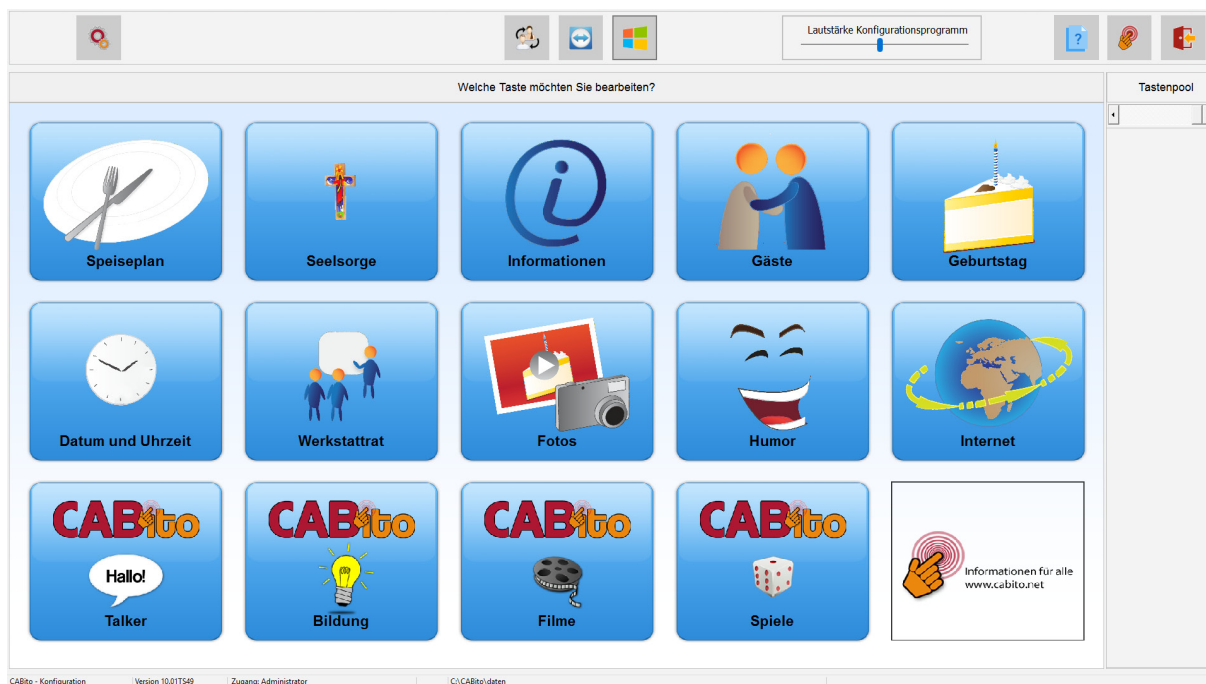 Lautstärke Konfigurationsprogramm
?
Welche Taste möchten Sie bearbeiten?
Tastenpool
Speiseplan
Seelsorge
Informationen
Gäste
Geburtstag
Datum und Uhrzeit
Werkstattrat
Fotos
Humor
Internet
CABito
Hallo!
Talker
CABito
Bildung
CABito
Filme
CABito
Spiele
Informationen für alle
www.cabito.net
CABito - Konfiguration
Version 10.01TS49
Zugang: Administrator
C:\CABito\daten